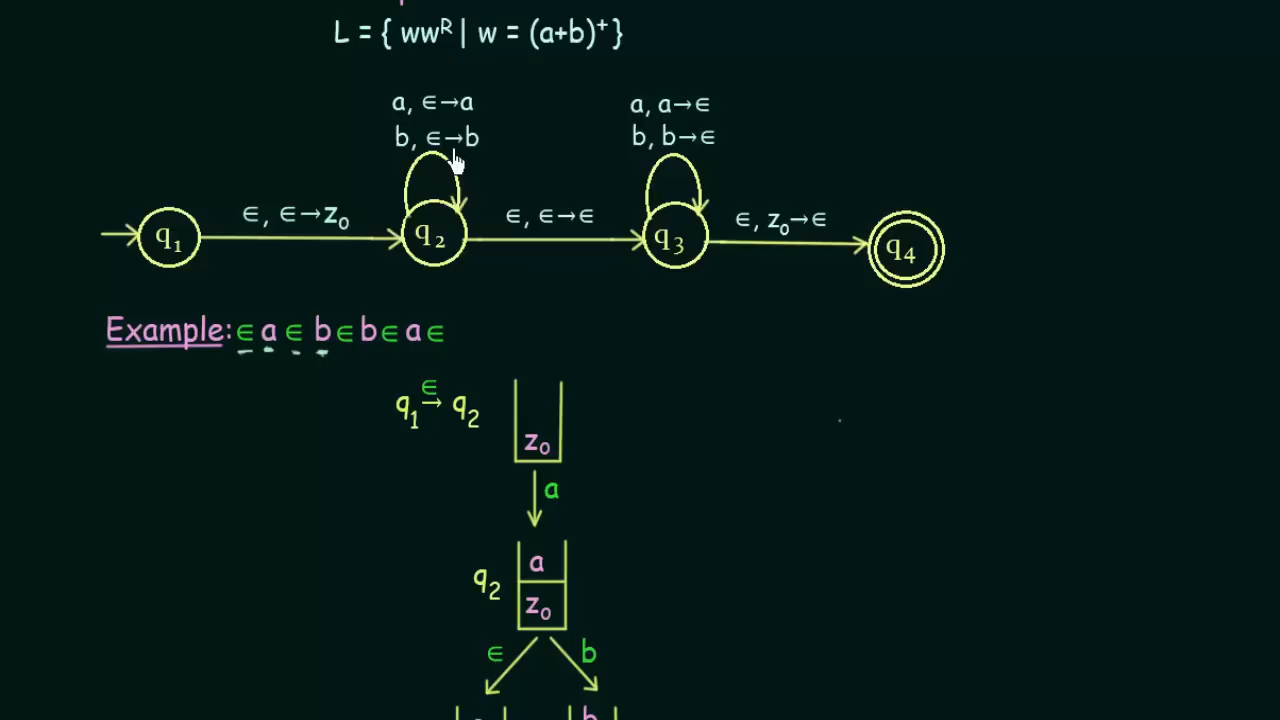 L = { wwᴿ | w = (a+b)⁺ }
a, ∈→a
b, ∈→b
a, a→∈
b, b→∈
q₁
∈, ∈→z₀
q₂
∈, ∈→∈
q₃
∈, z₀→∈
q₄
Example: ∈ a ∈ b ∈ b ∈ a ∈
q₁ ∈→ q₂
z₀
a
q₂
a
z₀
∈ b
b